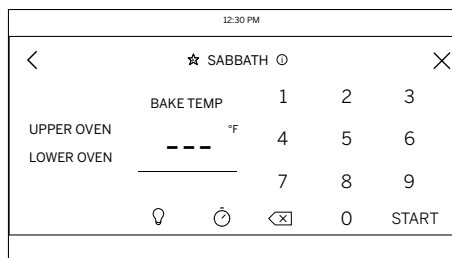 12:30 PM
SABBATH
BAKE TEMP
1 2 3
UPPER OVEN
LOWER OVEN
--- °F
4 5 6
7 8 9
0 START